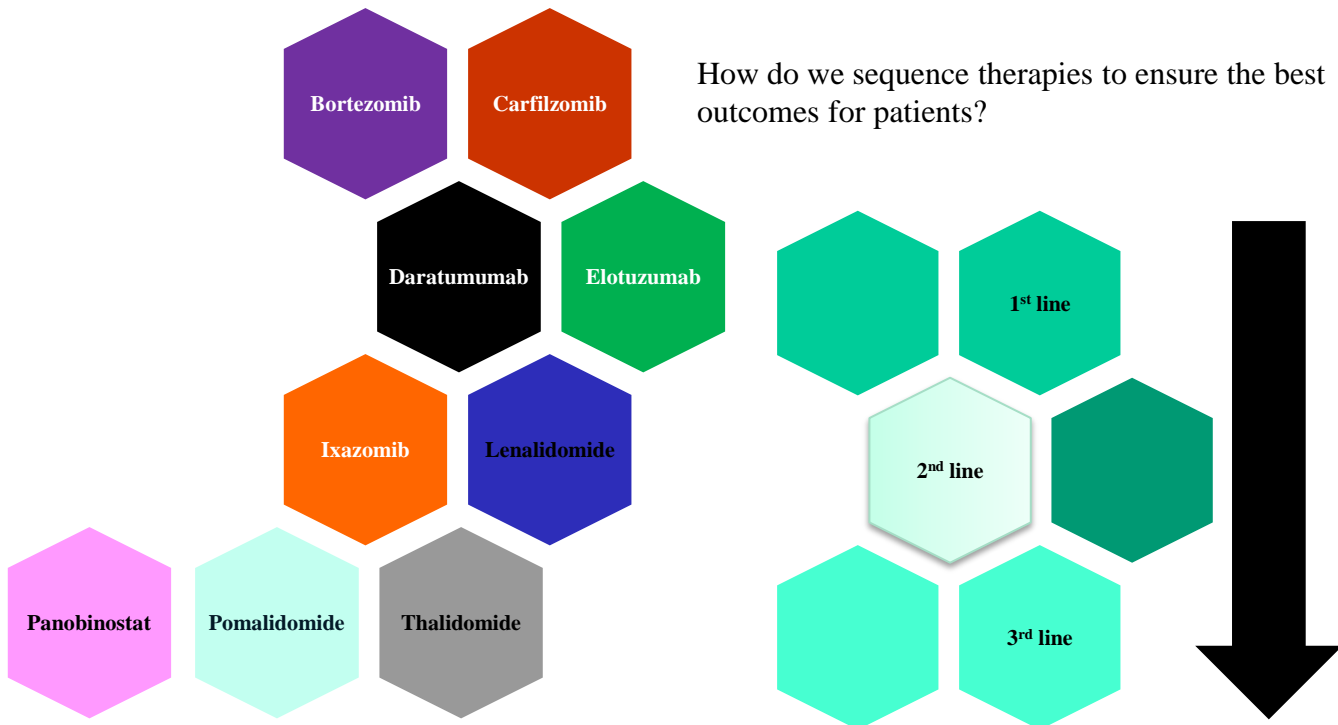 How do we sequence therapies to ensure the best
outcomes for patients?
Bortezomib
Carfilzomib
Daratumumab
Elotuzumab
Ixazomib
Lenalidomide
Panobinostat
Pomalidomide
Thalidomide
1st line
2nd line
3rd line